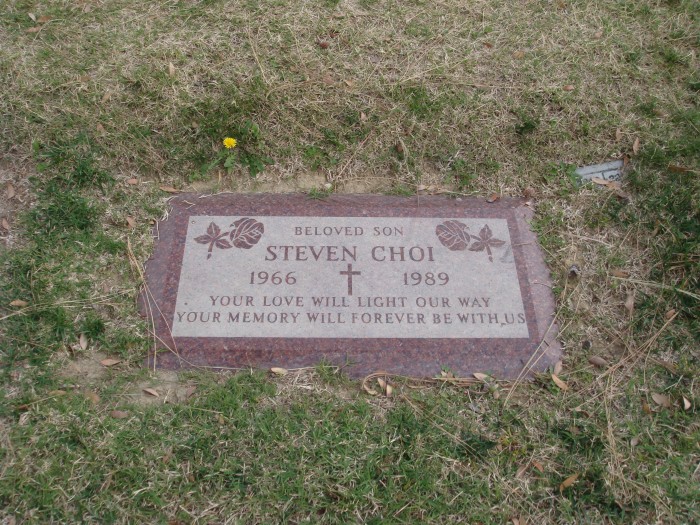 BELOVED SON
STEVEN CHOI
1966 1989
YOUR LOVE WILL LIGHT OUR WAY
YOUR MEMORY WILL FOREVER BE WITH US